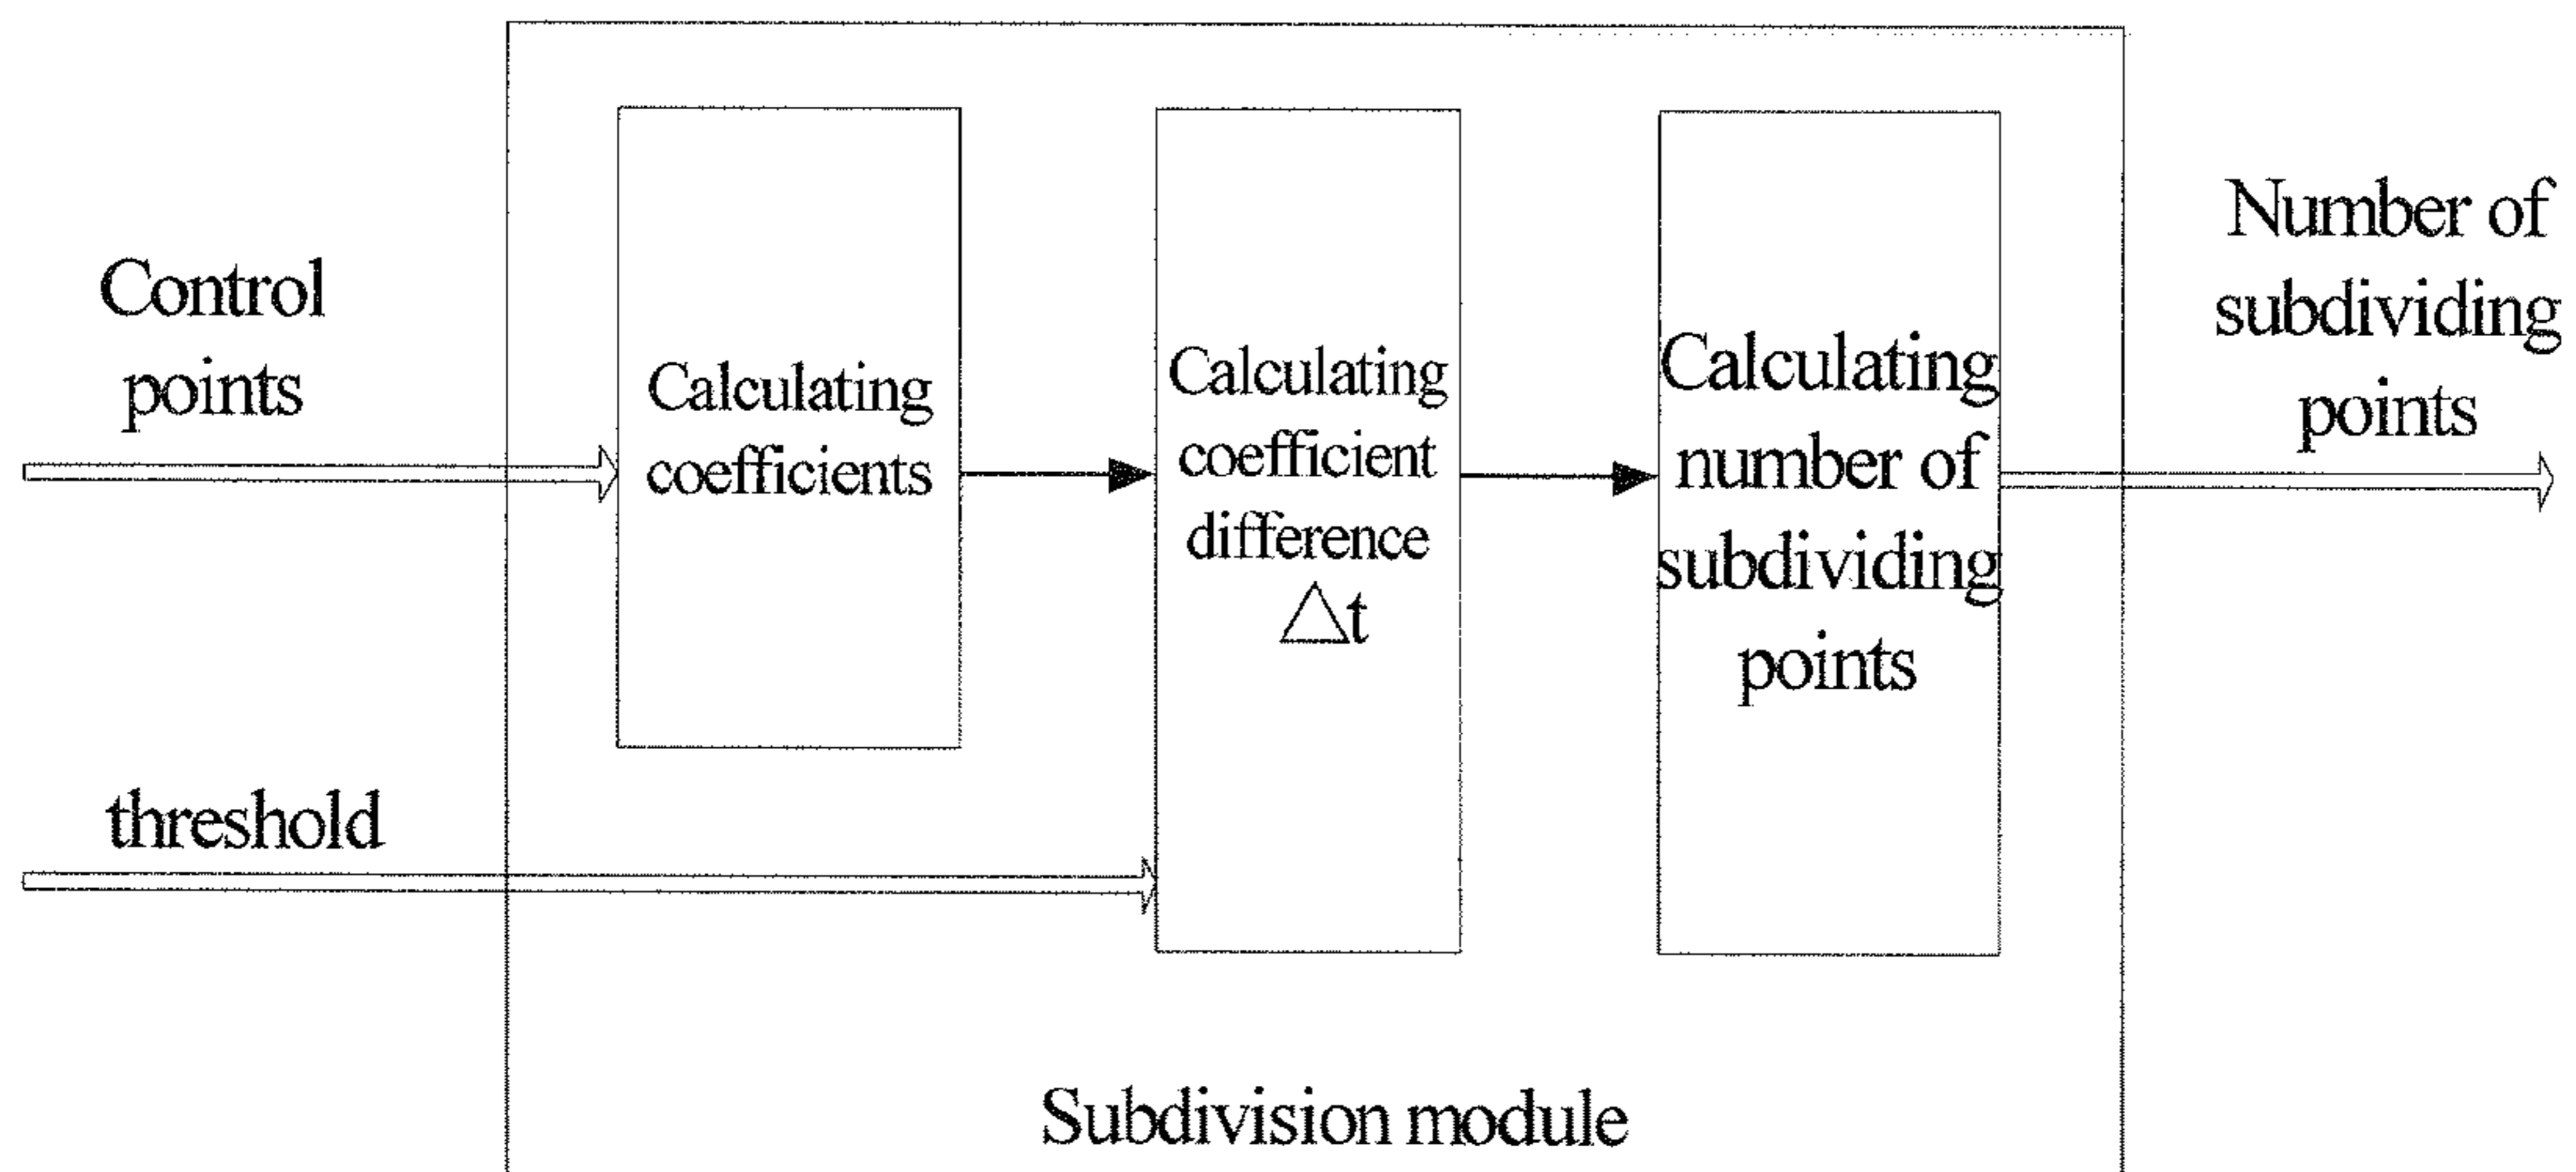 Control
points
threshold
Calculating
coefficients
Calculating
coefficient
difference
△t
Calculating
number of
subdividing
points
Number of
subdividing
points
Subdivision module